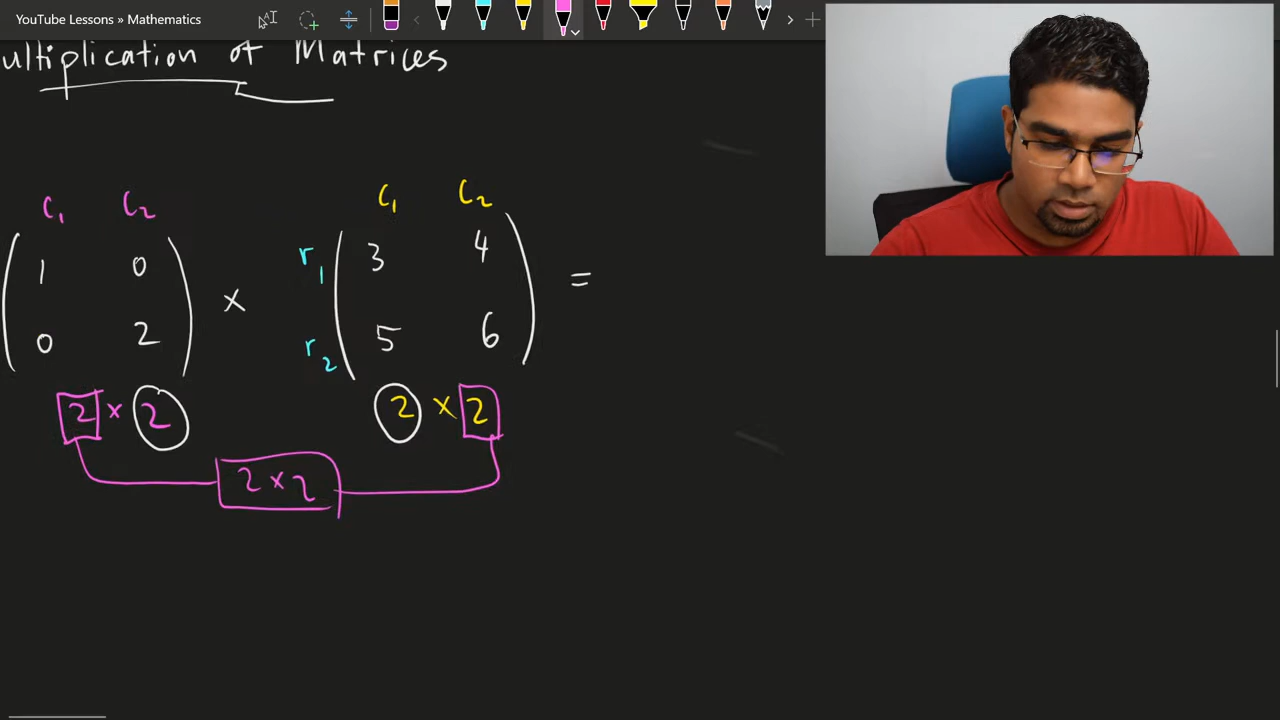 YouTube Lessons » Mathematics
ultiplication of Matrices
C₁ C₂ C₁ C₂
1 0 × r₁ 3 4 =
0 2 r₂ 5 6
2 × 2 2 × 2
2 × 2